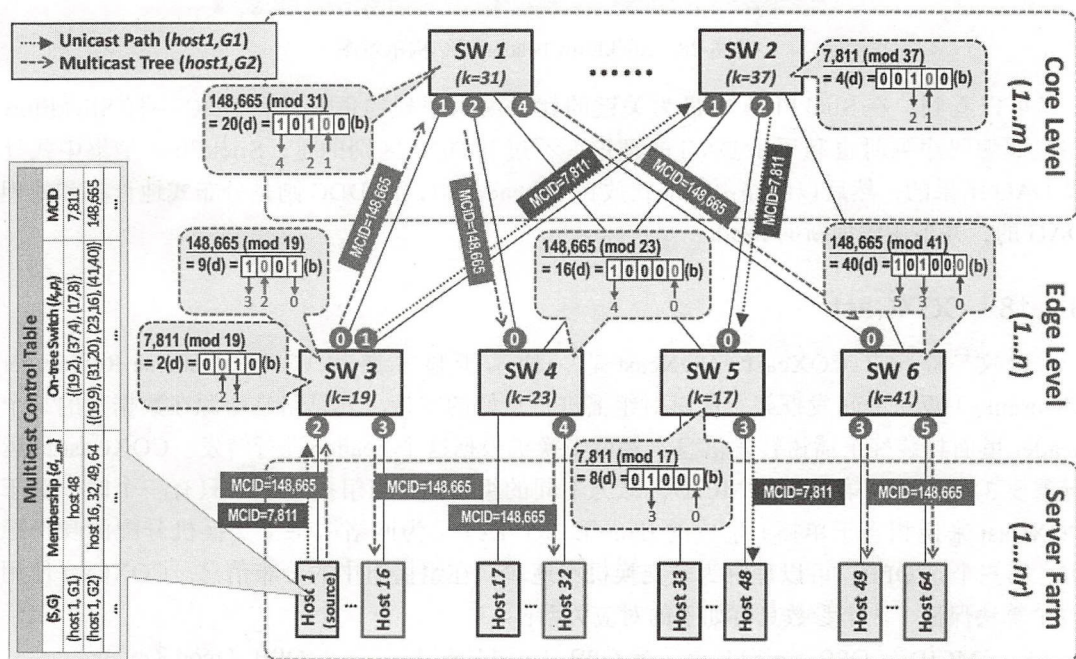 Unicast Path (host1,G1)
Multicast Tree (host1,G2)
SW 1
(k=31)
......
SW 2
(k=37)
7,811 (mod 37)
= 4(d) = 0 0 1 0 0 (b)
2 1
148,665 (mod 31)
= 20(d) = 1 0 1 0 0 (b)
4 2 1
1 2 4
1 2
Core Level
(1...m)
MCID=148,665
MCID=148,665
MCID=7,811
MCID=148,665
MCID=7,811
148,665 (mod 19)
= 9(d) = 1 0 0 1 (b)
3 2 0
148,665 (mod 23)
= 16(d) = 1 0 0 0 0 (b)
4 0
148,665 (mod 41)
= 40(d) = 1 0 1 0 0 0 (b)
5 3 0
7,811 (mod 19)
= 2(d) = 0 0 1 0 (b)
2 1
0 1
0
2
0
SW 3
(k=19)
SW 4
(k=23)
SW 5
(k=17)
SW 6
(k=41)
Edge Level
(1...n)
2 3
4
3
3 5
7,811 (mod 17)
= 8(d) = 0 1 0 0 0 (b)
3 0
MCID=148,665
MCID=7,811
MCID=148,665
MCID=148,665
MCID=7,811
MCID=148,665
Host 1
(source)
...
Host 16
Host 17
...
Host 32
Host 33
...
Host 48
Host 49
...
Host 64
Server Farm
(1...nr)
Multicast Control Table
(S,G) Membership {d_1,...d_m} On-tree Switch (k_i,p_i) MCID
(host 1, G1) host 48 {(19,2), (37,4), (17,8)} 7,811
(host 1, G2) host 16, 32, 49, 64 {(19,9), (31,20), (23,16), (41,40)} 148,665
... ... ... ...